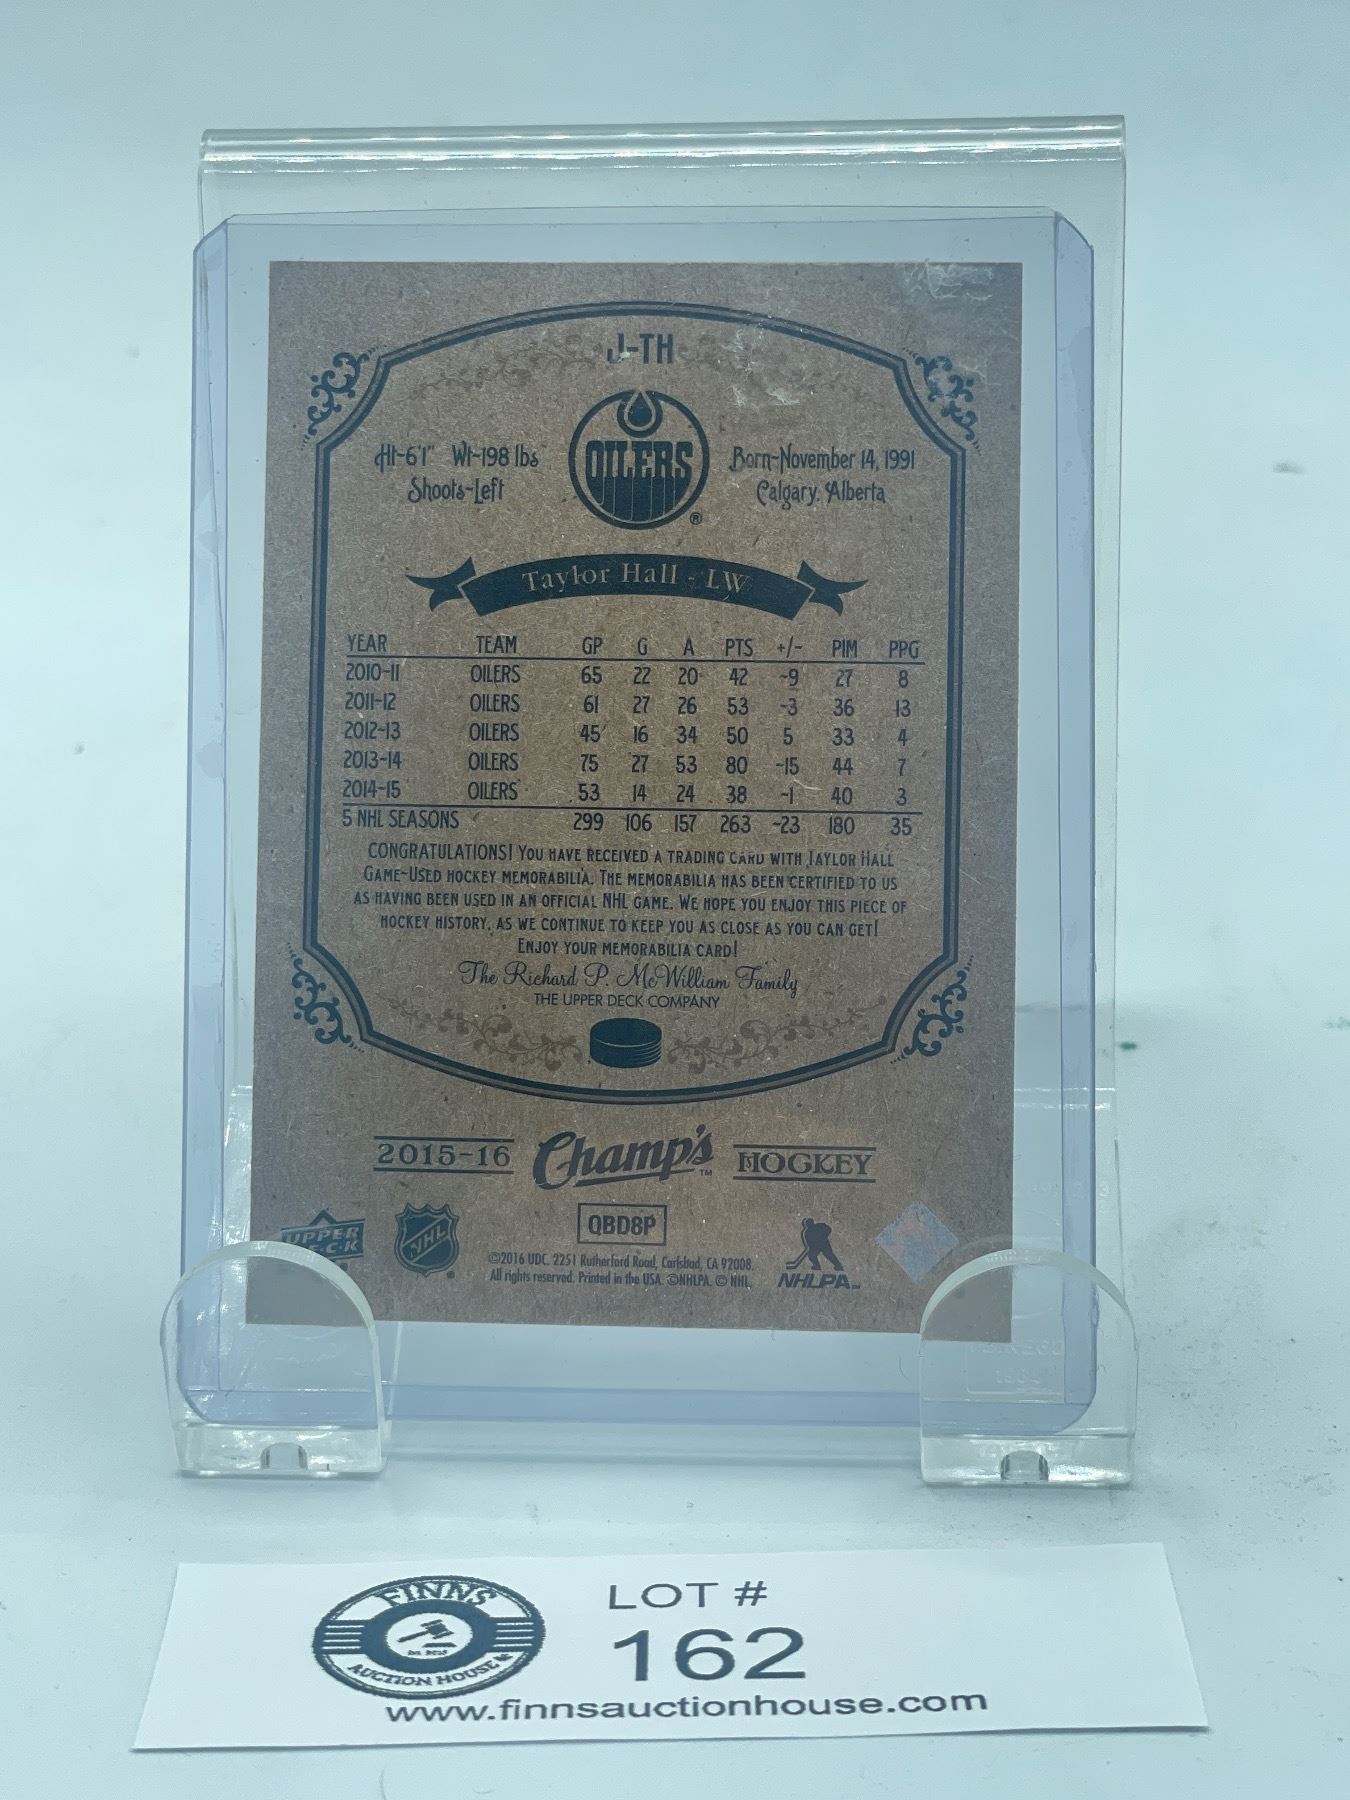 J-TH
Ht-6'1" Wt-198 lbs
Shoots-Left
OILERS
®
Born-November 14, 1991
Calgary, Alberta
Taylor Hall - LW
YEAR TEAM GP G A PTS +/- PIM PPG
2010-11 OILERS 65 22 20 42 -9 27 8
2011-12 OILERS 61 27 26 53 -3 36 13
2012-13 OILERS 45 16 34 50 5 33 4
2013-14 OILERS 75 27 53 80 -15 44 7
2014-15 OILERS 53 14 24 38 -1 40 3
5 NHL SEASONS 299 106 157 263 -23 180 35
CONGRATULATIONS! YOU HAVE RECEIVED A TRADING CARD WITH TAYLOR HALL
GAME-USED HOCKEY MEMORABILIA. THE MEMORABILIA HAS BEEN CERTIFIED TO US
AS HAVING BEEN USED IN AN OFFICIAL NHL GAME. WE HOPE YOU ENJOY THIS PIECE OF
HOCKEY HISTORY, AS WE CONTINUE TO KEEP YOU AS CLOSE AS YOU CAN GET!
ENJOY YOUR MEMORABILIA CARD!
The Richard P. McWilliam Family
THE UPPER DECK COMPANY
2015-16 Champ's™ HOCKEY
UPPER DECK
NHL
QBD8P
©2016 UDC. 2251 Rutherford Road, Carlsbad, CA 92008.
All rights reserved. Printed in the USA. ©NHLPA. © NHL.
NHLPA™
FINNS
AUCTION HOUSE
LOT #
162
www.finnsauctionhouse.com